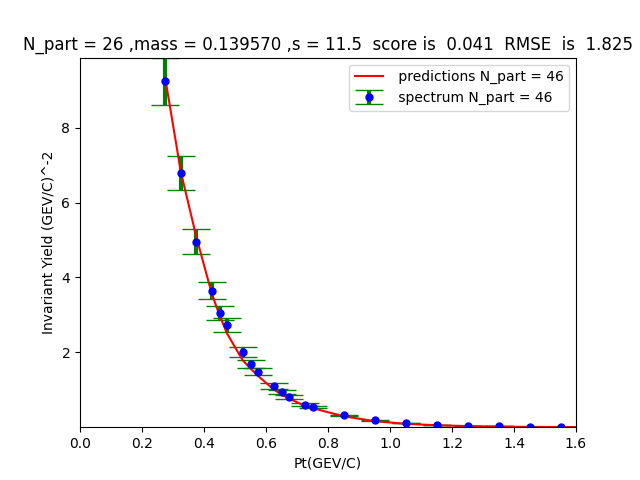 N_part = 26 ,mass = 0.139570 ,s = 11.5  score is  0.041  RMSE  is  1.825
predictions N_part = 46
spectrum N_part = 46
Invariant Yield (GEV/C)^-2
8
6
4
2
0.0 0.2 0.4 0.6 0.8 1.0 1.2 1.4 1.6
Pt(GEV/C)